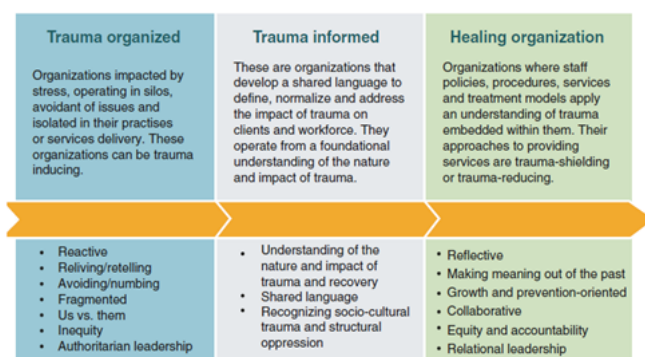 Trauma organized
Organizations impacted by
stress, operating in silos,
avoidant of issues and
isolated in their practises
or services delivery. These
organizations can be trauma
inducing.
Trauma informed
These are organizations that
develop a shared language to
define, normalize and address
the impact of trauma on
clients and workforce. They
operate from a foundational
understanding of the nature
and impact of trauma.
Healing organization
Organizations where staff
policies, procedures, services
and treatment models apply
an understanding of trauma
embedded within them. Their
approaches to providing
services are trauma-shielding
or trauma-reducing.
• Reactive
• Reliving/retelling
• Avoiding/numbing
• Fragmented
• Us vs. them
• Inequity
• Authoritarian leadership
• Understanding of the
nature and impact of
trauma and recovery
• Shared language
• Recognizing socio-cultural
trauma and structural
oppression
• Reflective
• Making meaning out of the past
• Growth and prevention-oriented
• Collaborative
• Equity and accountability
• Relational leadership